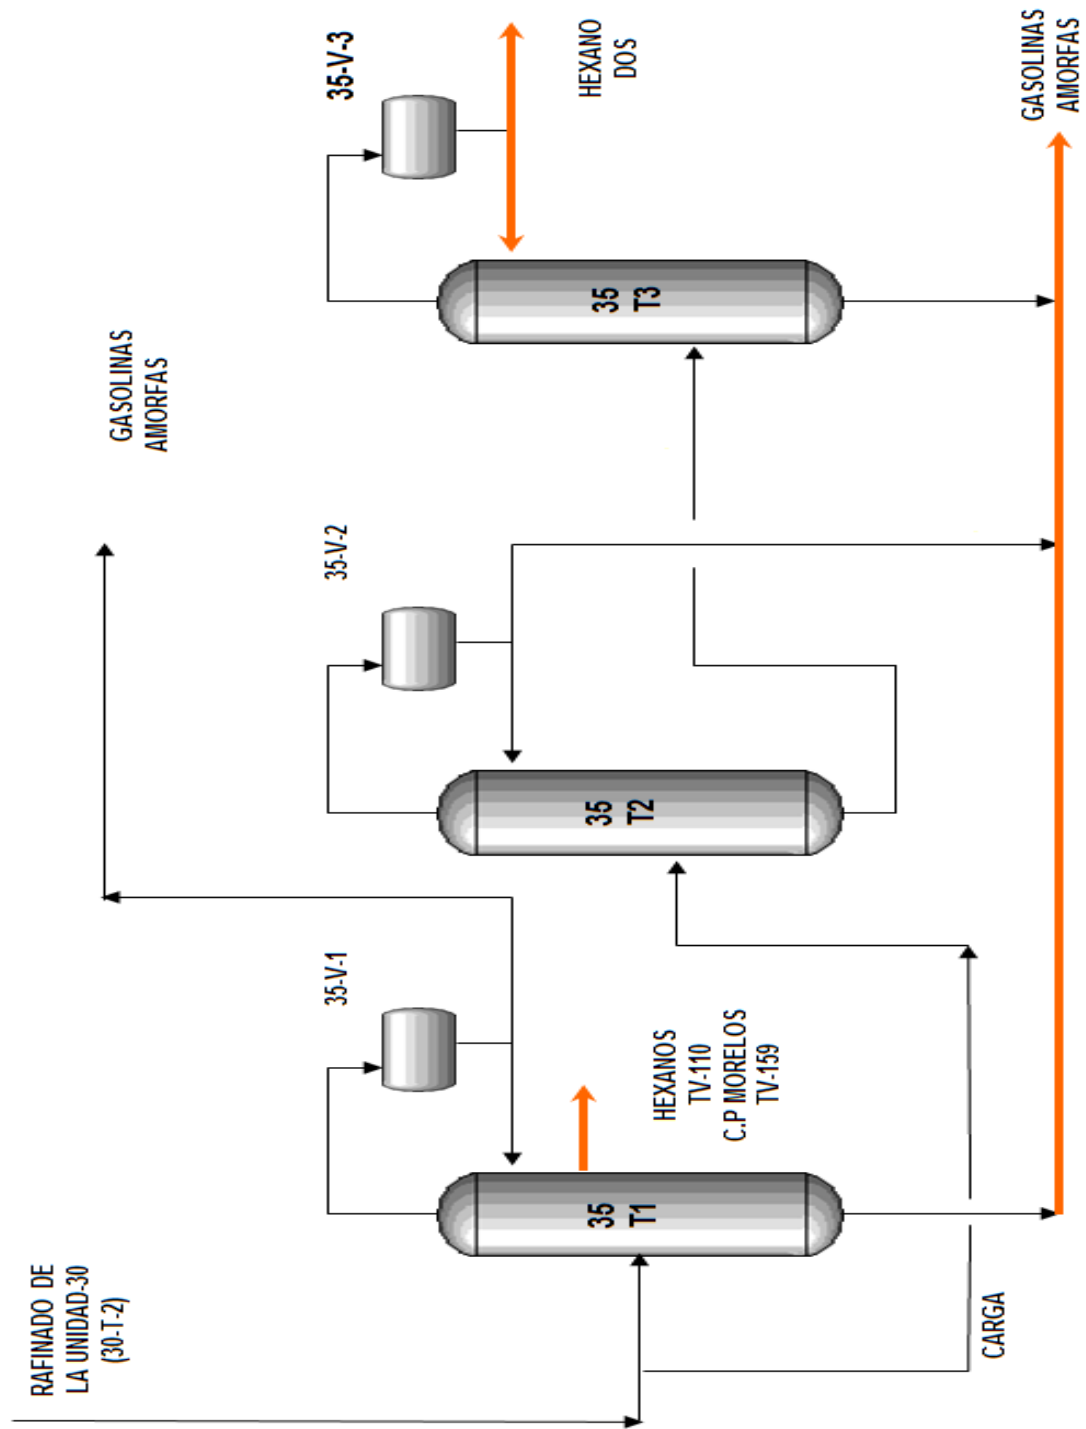 RAFINADO DE
LA UNIDAD-30
(30-T-2)
GASOLINAS
AMORFAS
35-V-1
35-V-2
35-V-3
HEXANO
DOS
35
T1
35
T2
35
T3
HEXANOS
TV-110
C.P MORELOS
TV-159
CARGA
GASOLINAS
AMORFAS